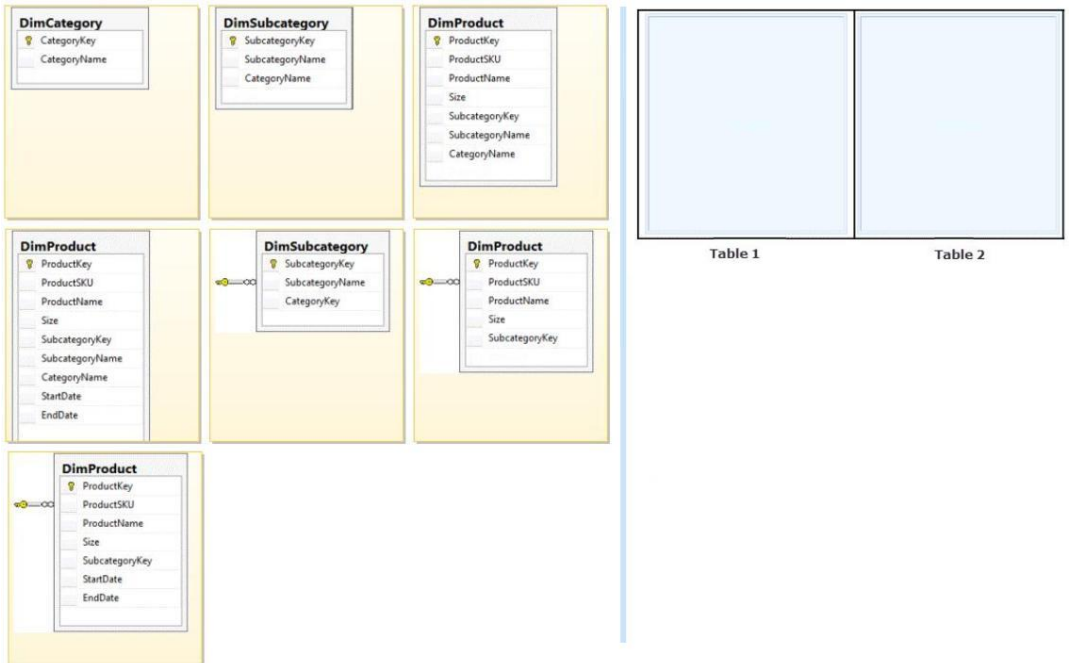 DimCategory
CategoryKey
CategoryName
DimSubcategory
SubcategoryKey
SubcategoryName
CategoryName
DimProduct
ProductKey
ProductSKU
ProductName
Size
SubcategoryKey
SubcategoryName
CategoryName
DimProduct
ProductKey
ProductSKU
ProductName
Size
SubcategoryKey
SubcategoryName
CategoryName
StartDate
EndDate
DimSubcategory
SubcategoryKey
SubcategoryName
CategoryKey
DimProduct
ProductKey
ProductSKU
ProductName
Size
SubcategoryKey
DimProduct
ProductKey
ProductSKU
ProductName
Size
SubcategoryKey
StartDate
EndDate
Table 1
Table 2